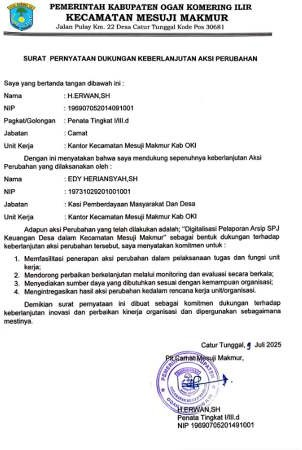 PEMERINTAH KABUPATEN OGAN KOMERING ILIR
KECAMATAN MESUJI MAKMUR
Jalan Pulay Km. 22 Desa Catur Tunggal Kode Pos 30681
SURAT PERNYATAAN DUKUNGAN KEBERLANJUTAN AKSI PERUBAHAN
Saya yang bertanda tangan dibawah ini :
Nama : H.ERWAN,SH
NIP : 196907052014091001
Pagkat/Golongan : Penata Tingkat I/III.d
Jabatan : Camat
Unit Kerja : Kantor Kecamatan Mesuji Makmur Kab OKI
Dengan ini menyatakan bahwa saya mendukung sepenuhnya keberlanjutan Aksi
Perubahan yang dilaksanakan oleh :
Nama : EDY HERIANSYAH,SH
NIP : 19731029201001001
Jabatan : Kasi Pemberdayaan Masyarakat Dan Desa
Unit Kerja : Kantor Kecamatan Mesuji Makmur Kab OKI
Adapun aksi Perubahan yang telah dilakukan adalah; "Digitalisasi Pelaporan Arsip SPJ
Keuangan Desa dalam Kecamatan Mesuji Makmur" sebagai bentuk dukungan terhadap
keberlanjutan aksi perubahan tersebut, saya menyatakan komitmen untuk :
1. Memfasilitasi penerapan aksi perubahan dalam pelaksanaan tugas dan fungsi unit
kerja;
2. Mendorong perbaikan berkelanjutan melalui monitoring dan evaluasi secara berkala;
3. Menyediakan sumber daya yang dibutuhkan sesuai dengan kemampuan organisasi;
4. Mengintregasikan hasil aksi perubahan kedalam rencana kerja unit/organisasi.
Demikian surat pernyataan ini dibuat sebagai komitmen dukungan terhadap
keberlanjutan inovasi dan perbaikan kinerja organisasi dan dipergunakan sebagaimana
mestinya.
Catur Tunggal, Juli 2025
Plt.Camat Mesuji Makmur,
H.ERWAN,SH
Penata Tingkat I/III.d
NIP 196907052014091001